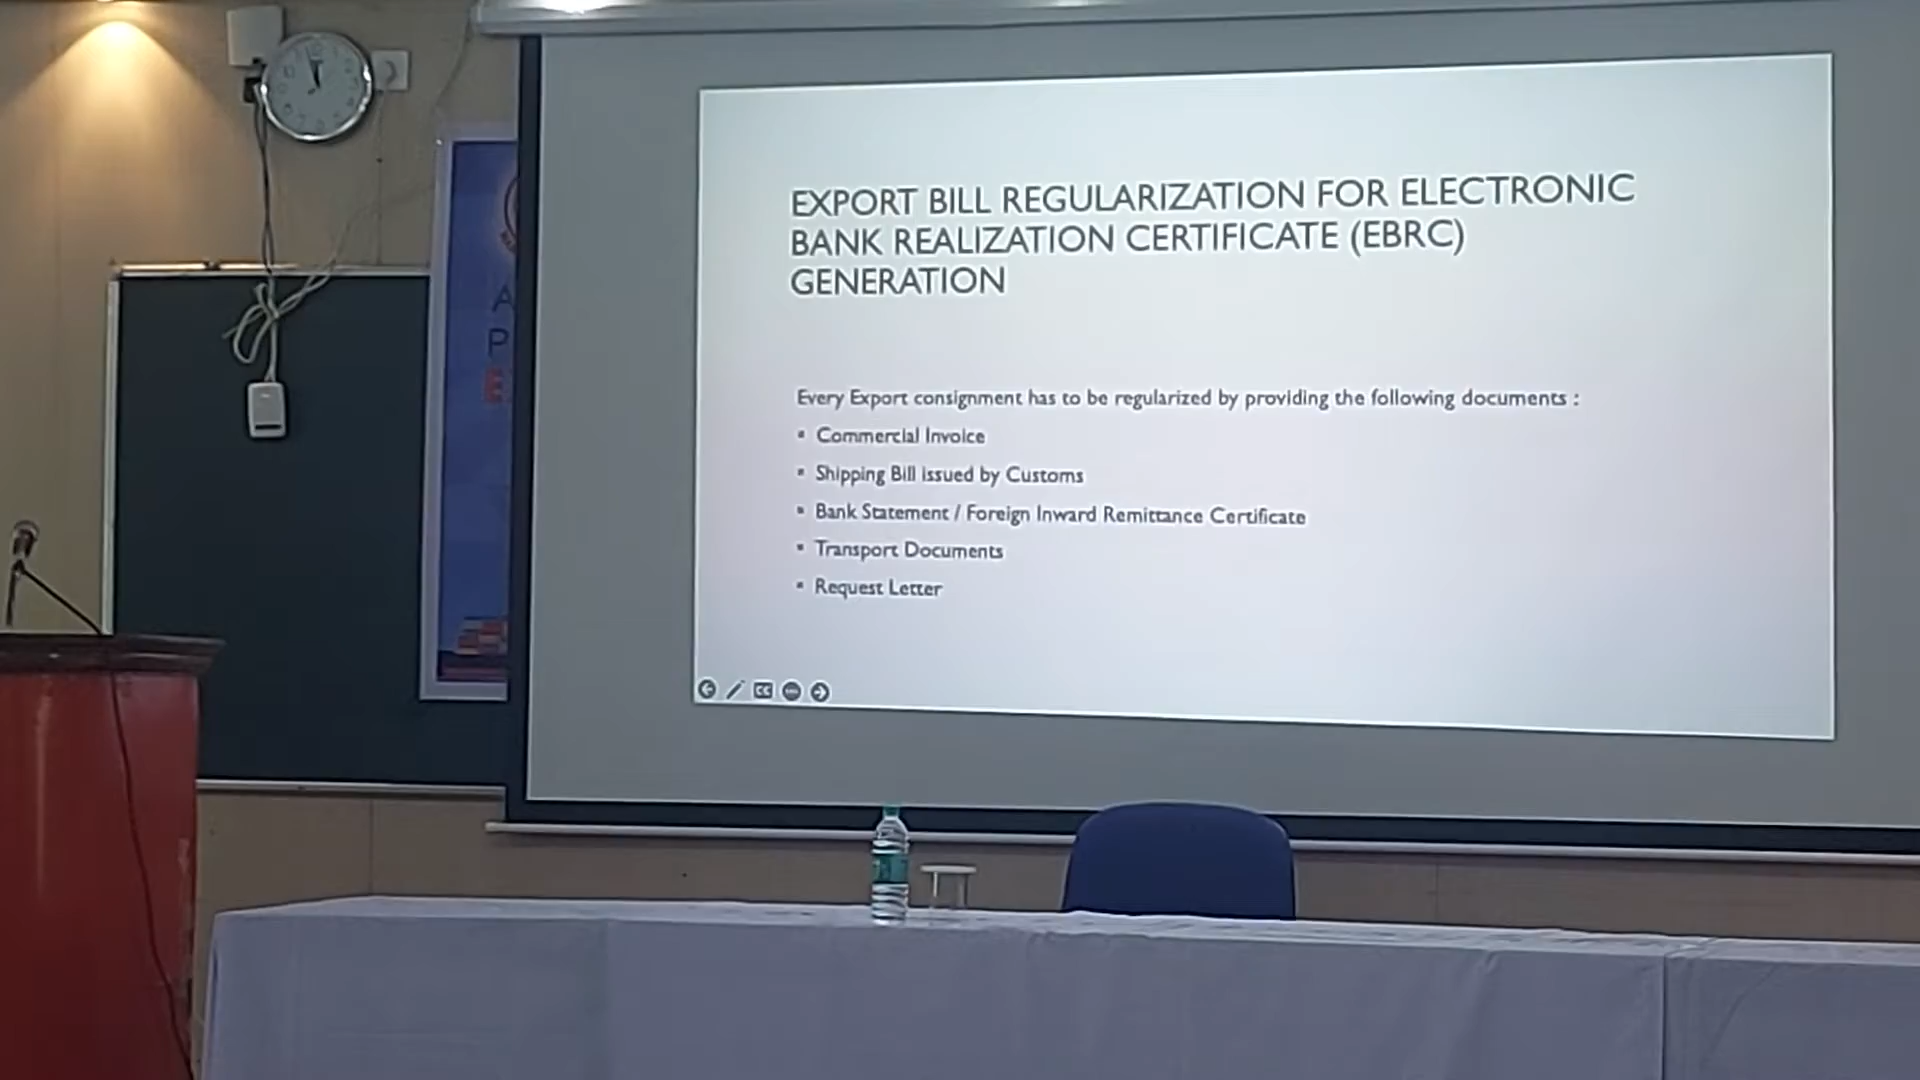 EXPORT BILL REGULARIZATION FOR ELECTRONIC
BANK REALIZATION CERTIFICATE (EBRC)
GENERATION
Every Export consignment has to be regularized by providing the following documents :
▪ Commercial Invoice
▪ Shipping Bill issued by Customs
▪ Bank Statement / Foreign Inward Remittance Certificate
▪ Transport Documents
▪ Request Letter
CC
A
P
E